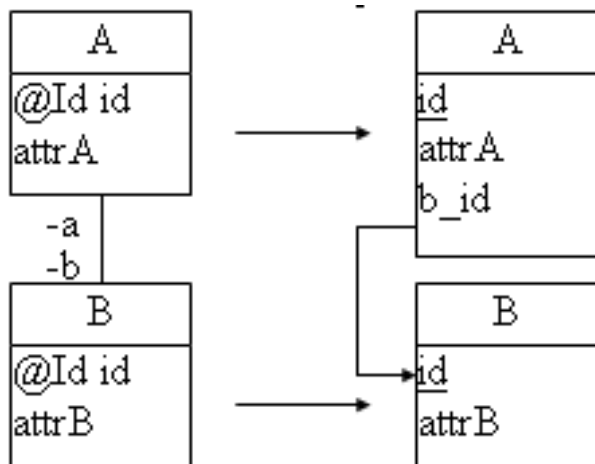 A
@Id id
attrA
-a
-b
B
@Id id
attrB
A
id
attrA
b_id
B
id
attrB